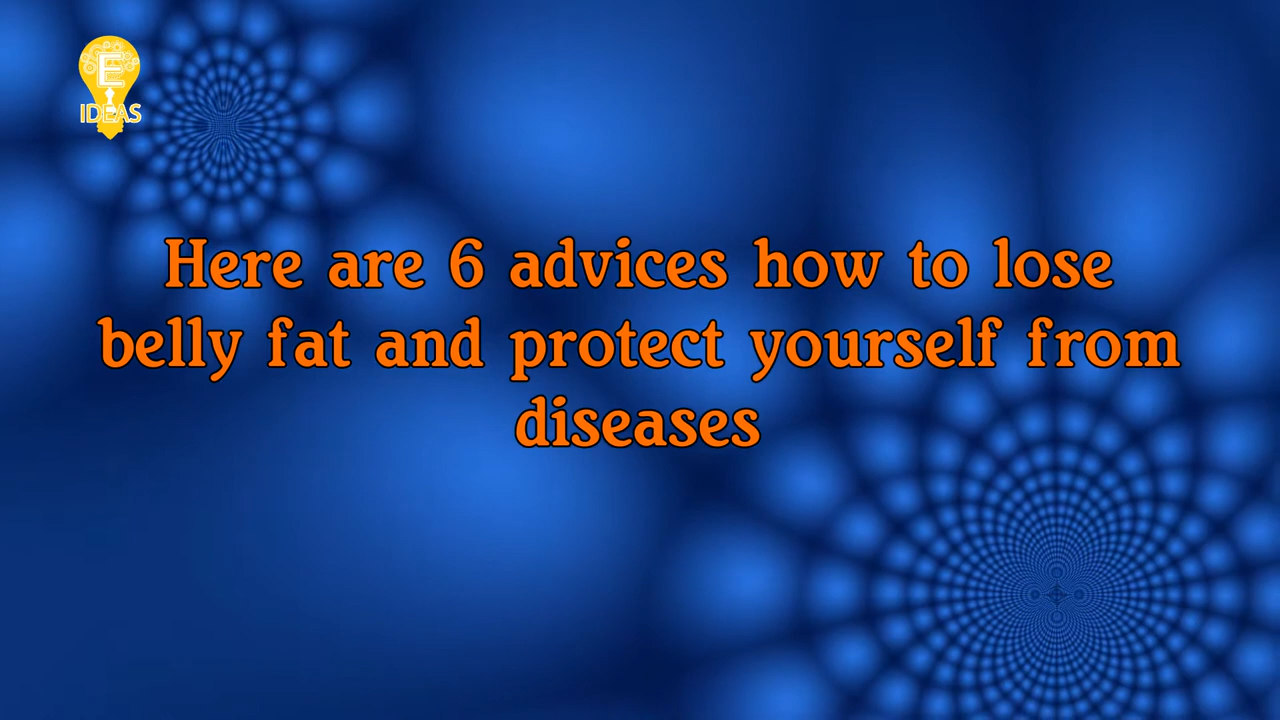 E
IDEAS
Here are 6 advices how to lose
belly fat and protect yourself from
diseases